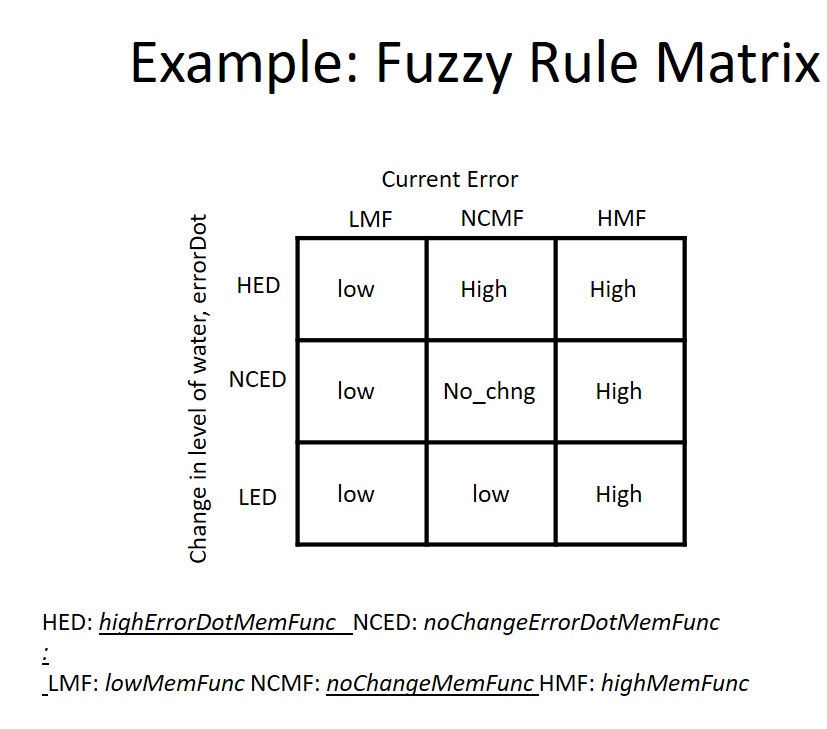 Example: Fuzzy Rule Matrix
Current Error
LMF NCMF HMF
Change in level of water, errorDot
HED low High High
NCED low No_chng High
LED low low High
HED: highErrorDotMemFunc NCED: noChangeErrorDotMemFunc
:
LMF: lowMemFunc NCMF: noChangeMemFunc HMF: highMemFunc